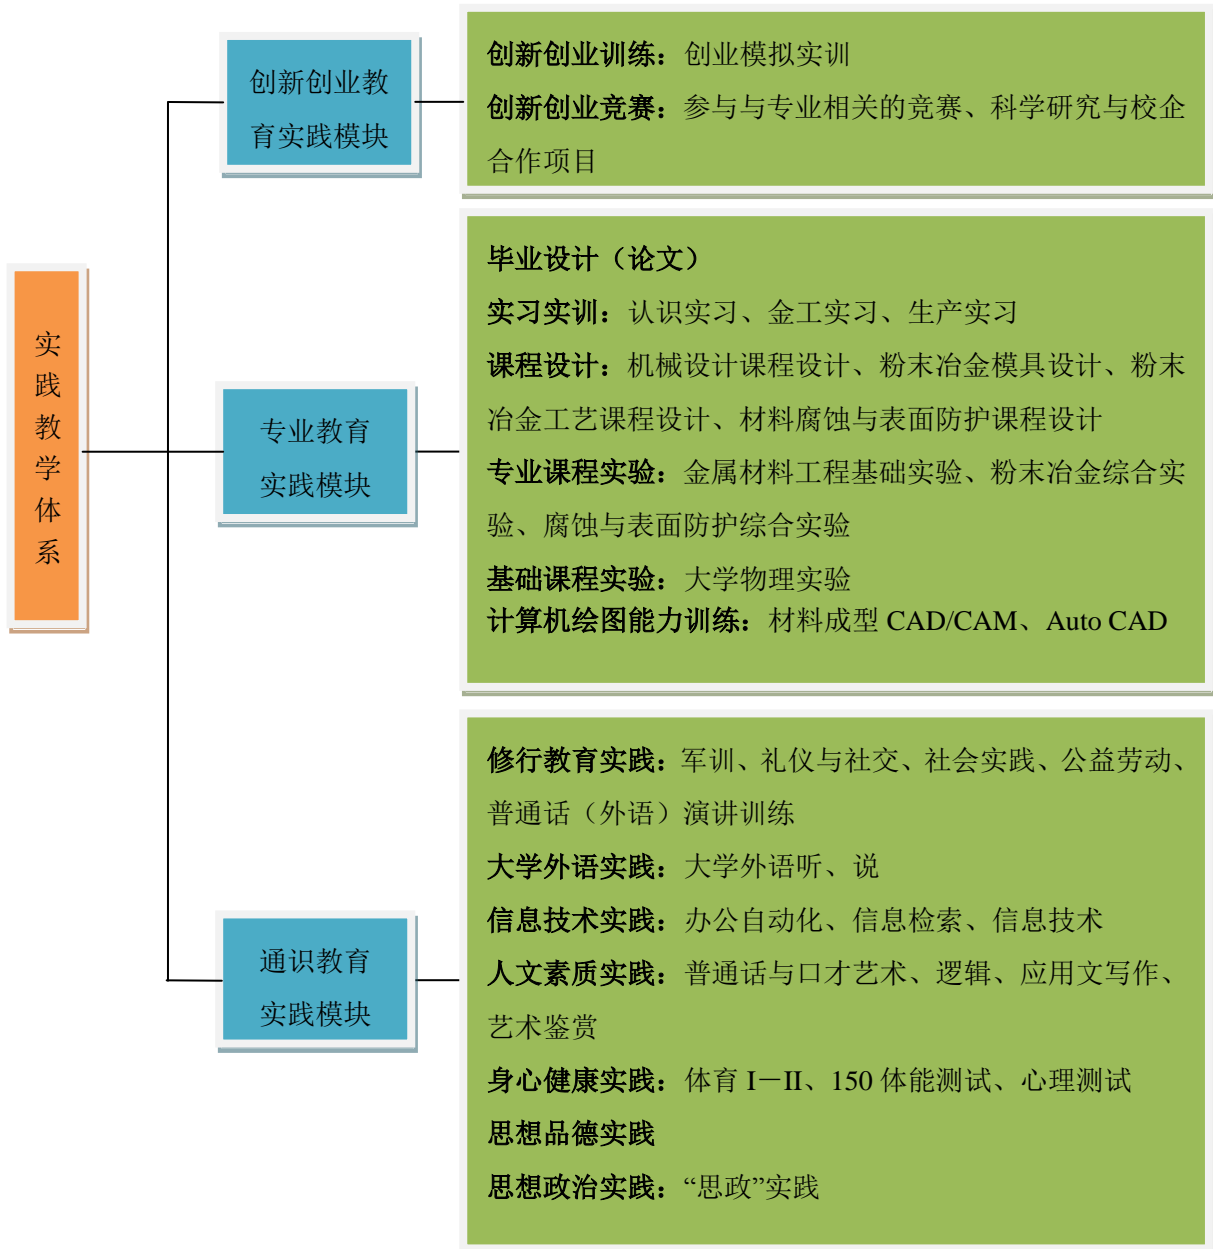 创新创业教
育实践模块
创新创业训练：创业模拟实训
创新创业竞赛：参与与专业相关的竞赛、科学研究与校企
合作项目
实
践
教
学
体
系
专业教育
实践模块
毕业设计（论文）
实习实训：认识实习、金工实习、生产实习
课程设计：机械设计课程设计、粉末冶金模具设计、粉末
冶金工艺课程设计、材料腐蚀与表面防护课程设计
专业课程实验：金属材料工程基础实验、粉末冶金综合实
验、腐蚀与表面防护综合实验
基础课程实验：大学物理实验
计算机绘图能力训练：材料成型 CAD/CAM、Auto CAD
通识教育
实践模块
修行教育实践：军训、礼仪与社交、社会实践、公益劳动、
普通话（外语）演讲训练
大学外语实践：大学外语听、说
信息技术实践：办公自动化、信息检索、信息技术
人文素质实践：普通话与口才艺术、逻辑、应用文写作、
艺术鉴赏
身心健康实践：体育 I－II、150 体能测试、心理测试
思想品德实践
思想政治实践：“思政”实践